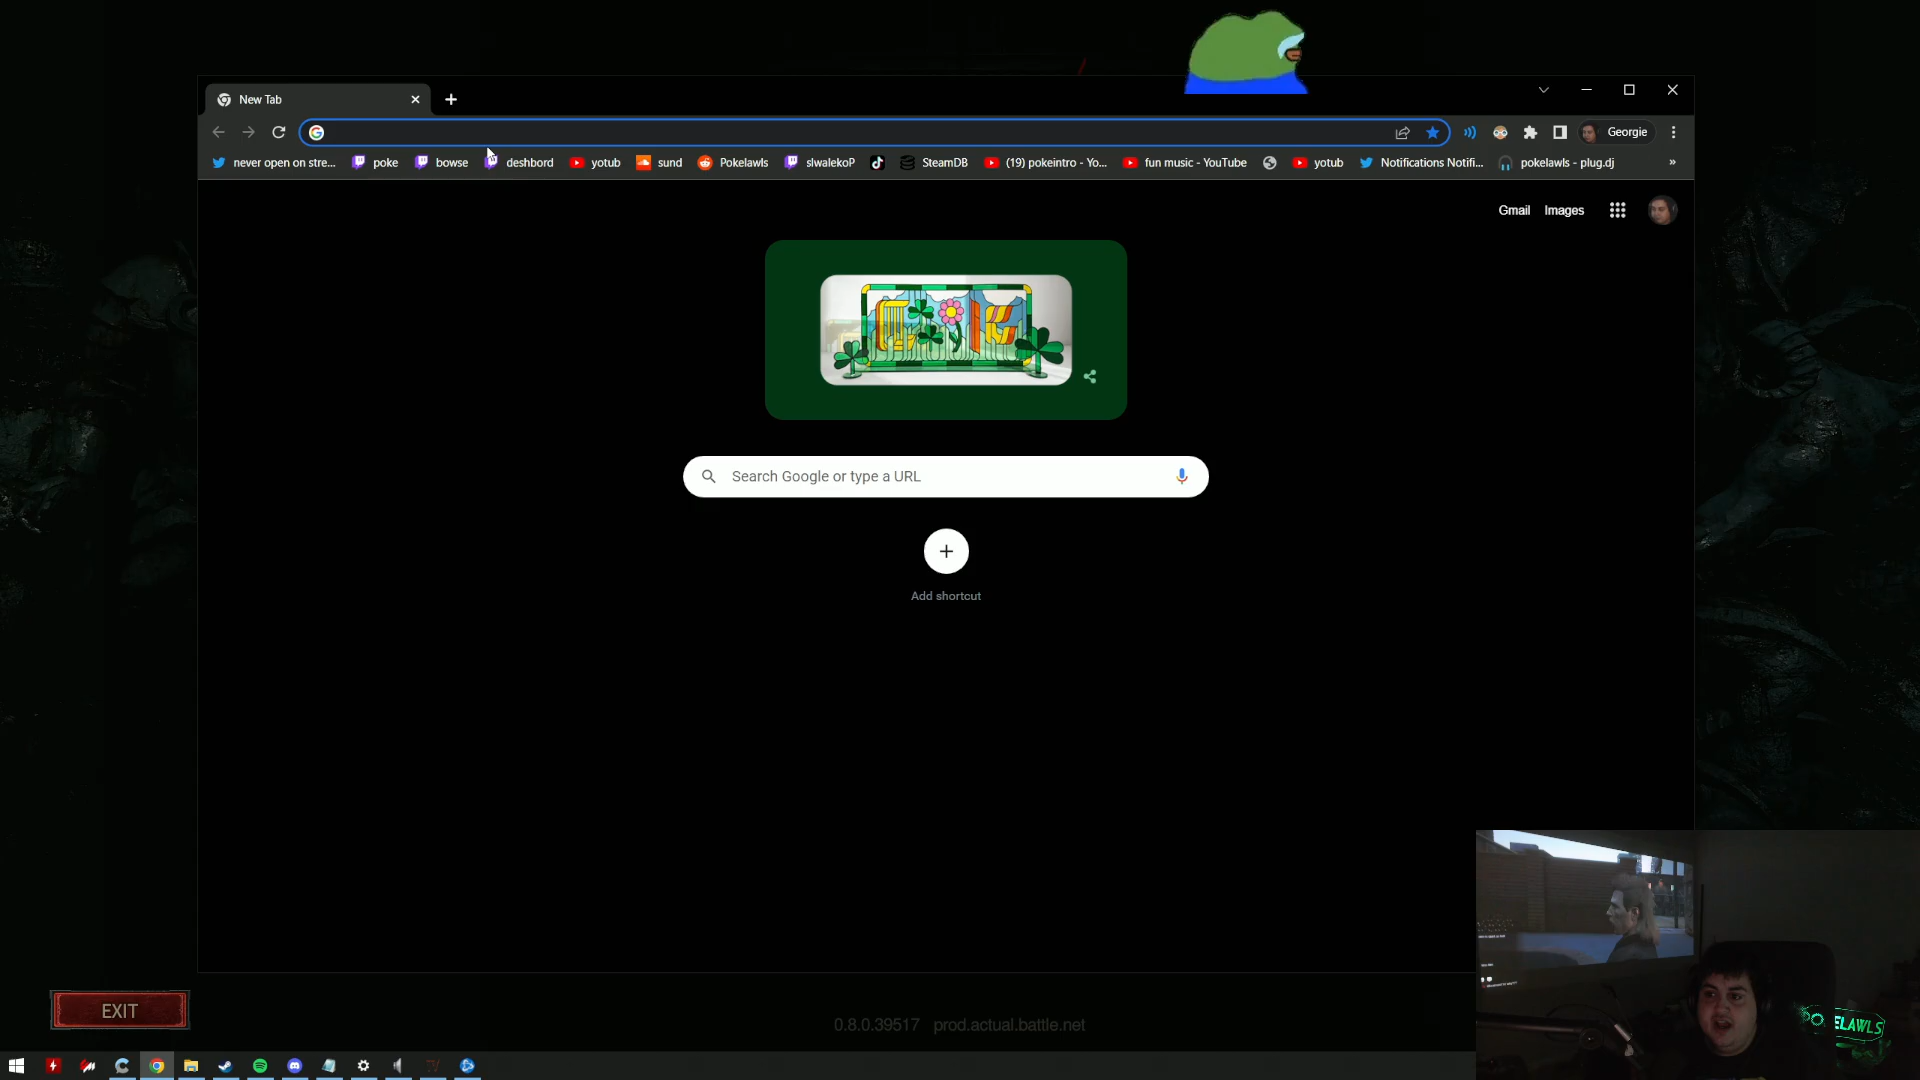 New Tab
Georgie
never open on stre...
poke
bowse
deshbord
yotub
sund
Pokelawls
slwalekoP
SteamDB
(19) pokeintro - Yo...
fun music - YouTube
yotub
Notifications Notifi...
pokelawls - plug.dj
»
Gmail
Images
Search Google or type a URL
Add shortcut
EXIT
0.8.0.39517 prod.actual.battle.net
ELAWLS